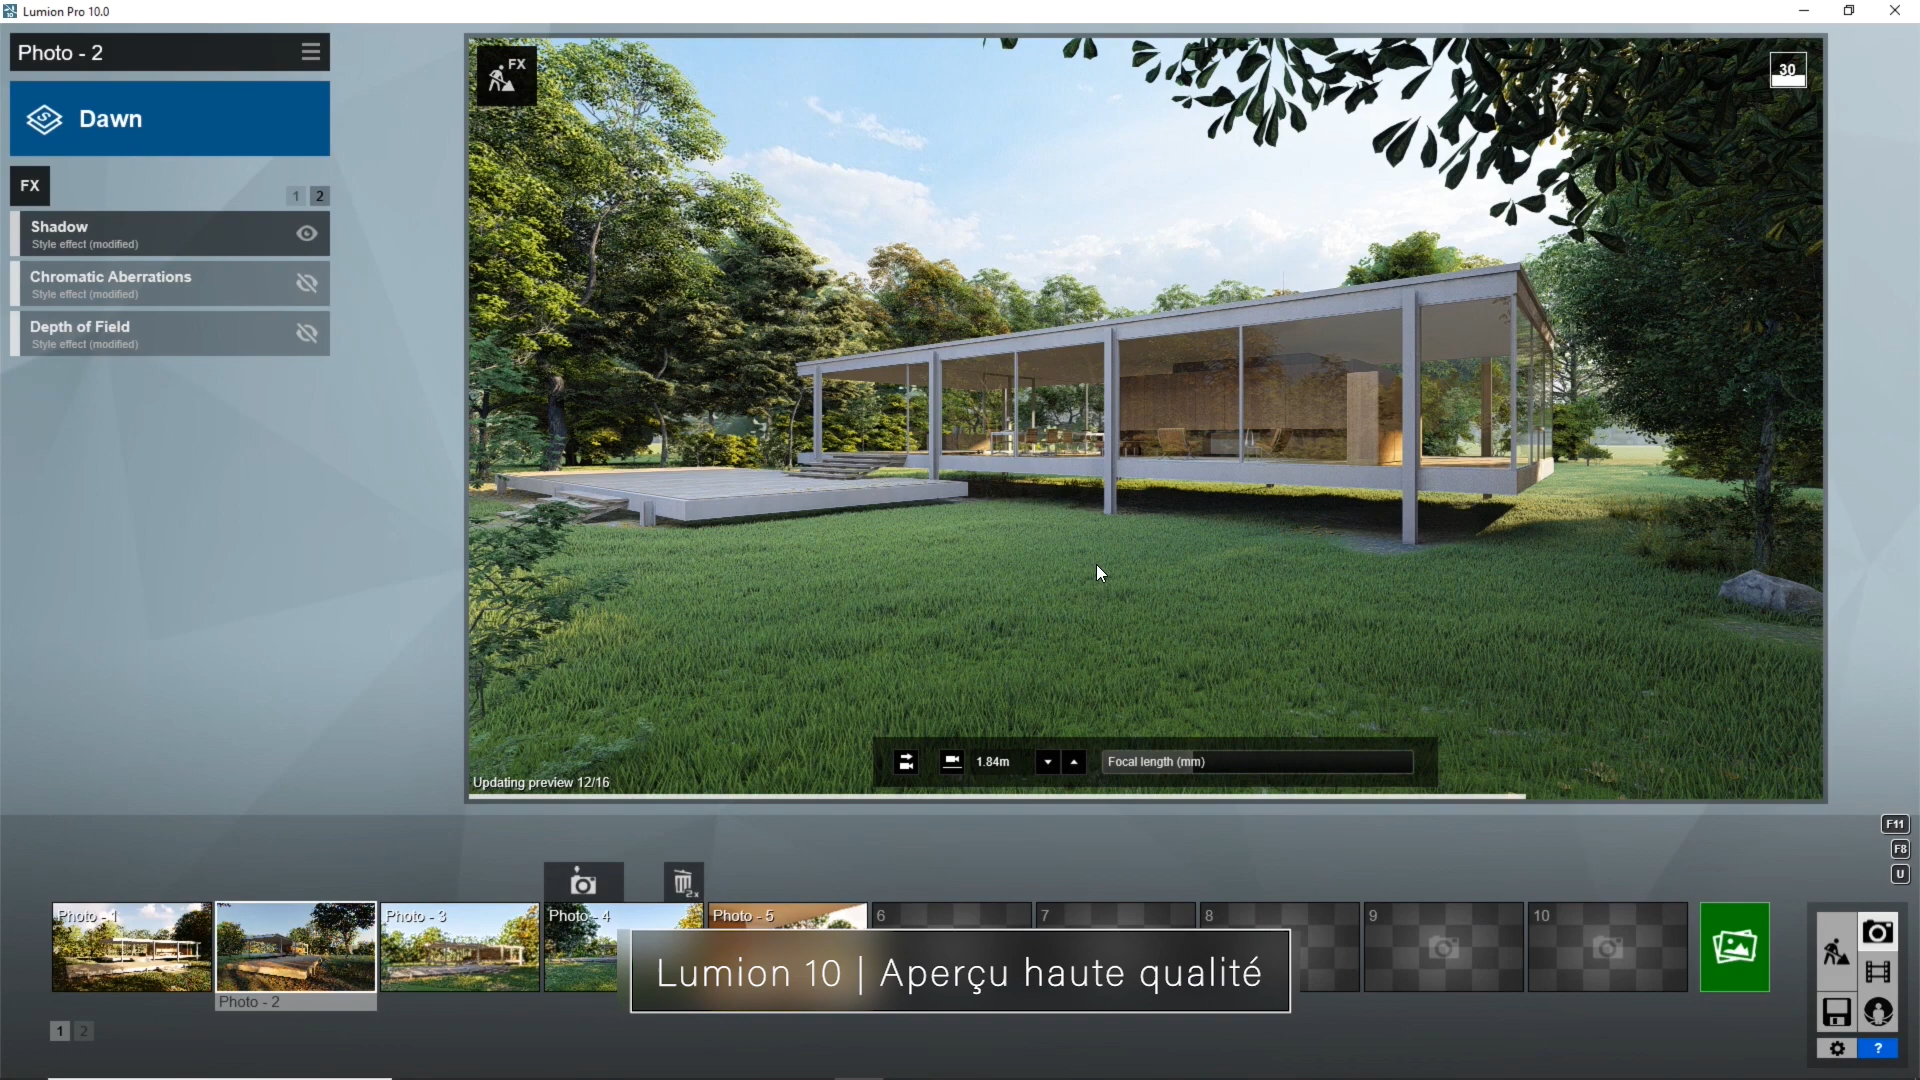 Lumion Pro 10.0
Photo - 2
Dawn
FX
1 2
Shadow
Style effect (modified)
Chromatic Aberrations
Style effect (modified)
Depth of Field
Style effect (modified)
FX
30
1.84m
Focal length (mm)
Updating preview 12/16
F11
F8
U
2x
Photo - 1
Photo - 3
Photo - 4
Photo - 5
6
7
8
9
10
Photo - 2
Lumion 10 | Aperçu haute qualité
1 2
?